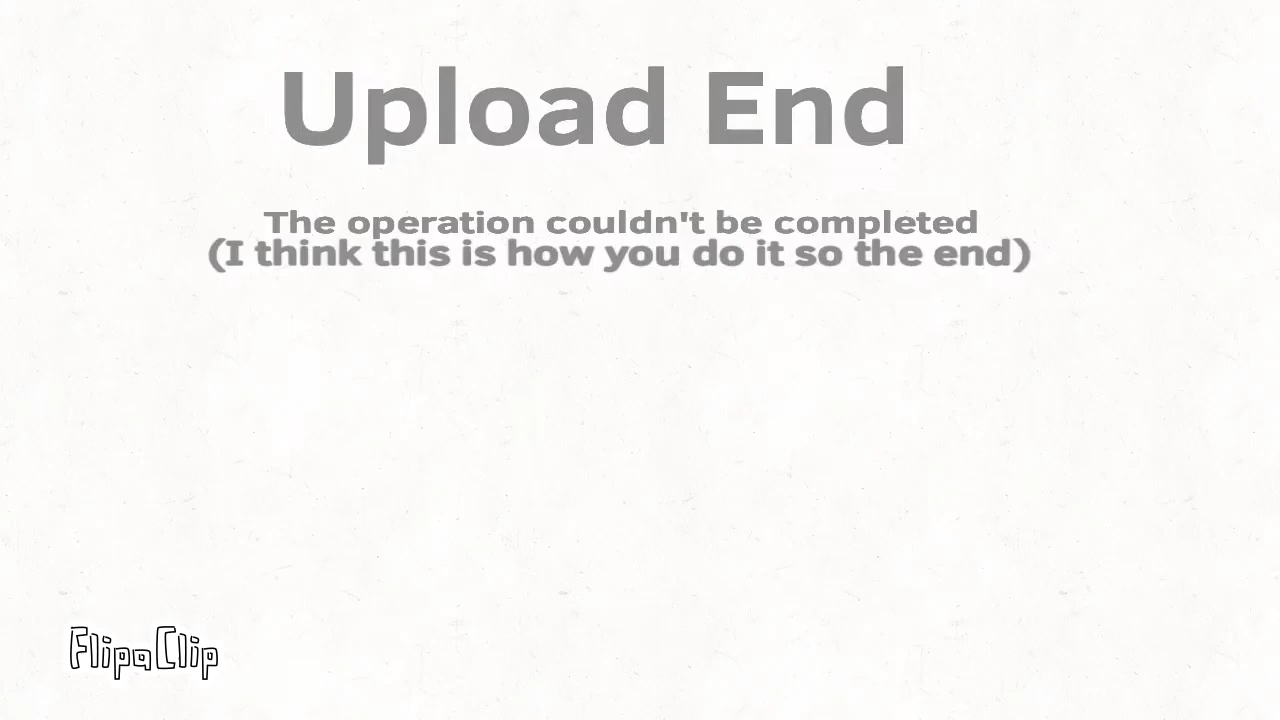 Upload End
The operation couldn't be completed
(I think this is how you do it so the end)
FlipaClip